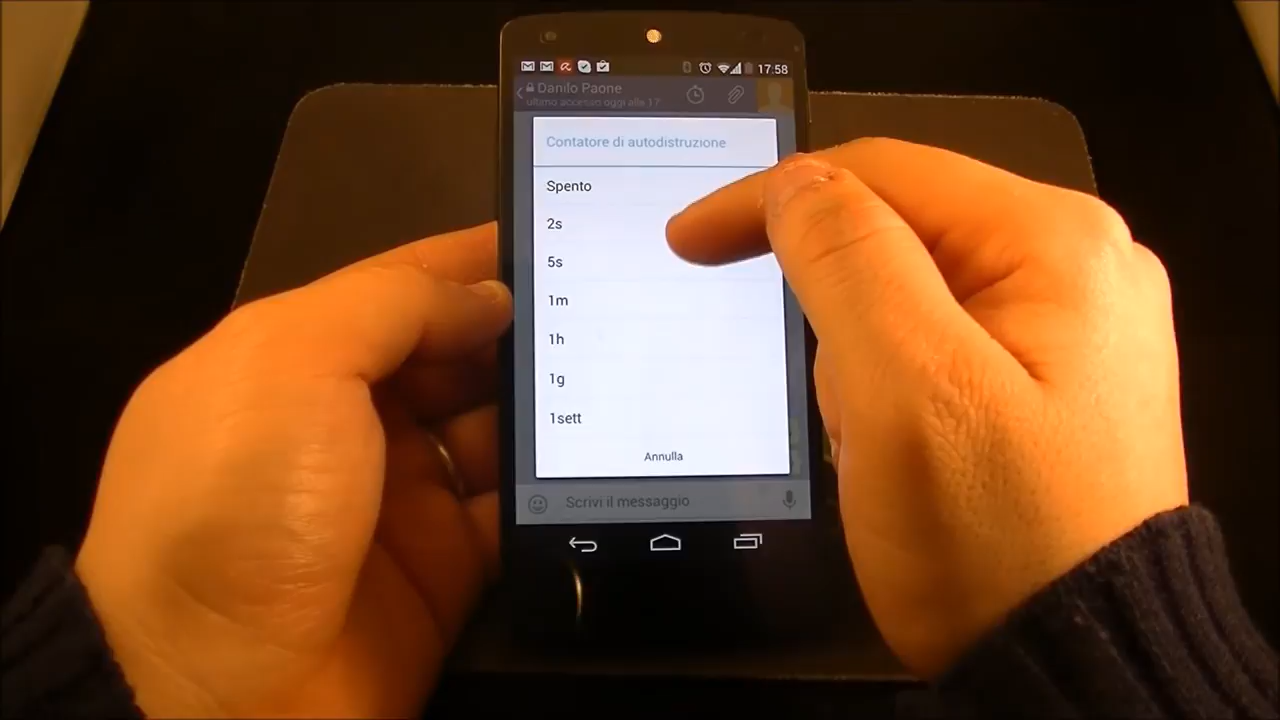 17:58
Danilo Paone
ultimo accesso oggi alle 17
Contatore di autodistruzione
Spento
2s
5s
1m
1h
1g
1sett
Annulla
Scrivi il messaggio